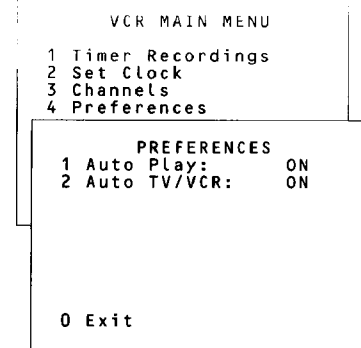 VCR MAIN MENU
1 Timer Recordings
2 Set Clock
3 Channels
4 Preferences
PREFERENCES
1 Auto Play: ON
2 Auto TV/VCR: ON
0 Exit